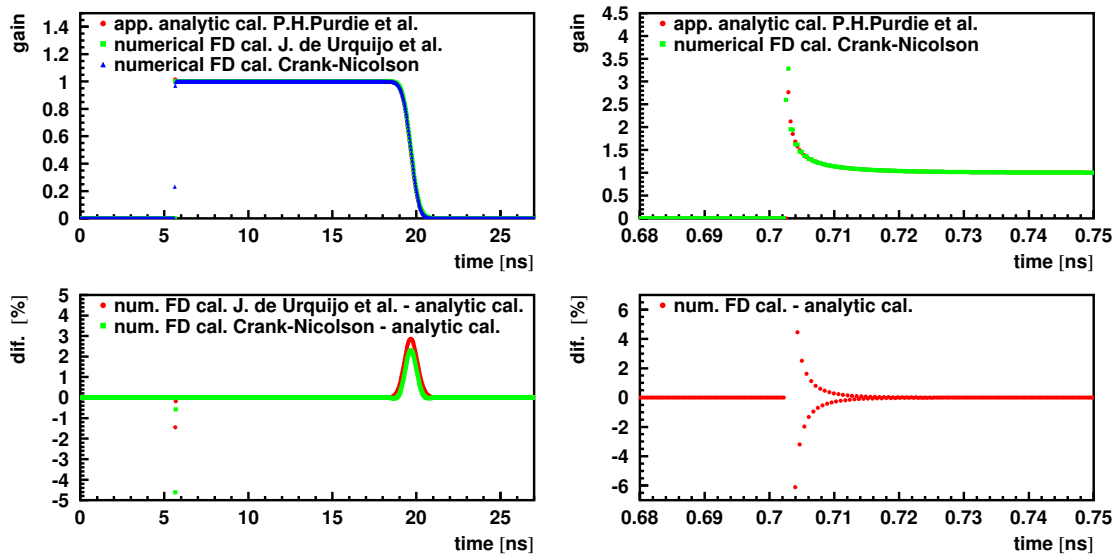 gain
1.4
1.2
1
0.8
0.6
0.4
0.2
0
app. analytic cal. P.H.Purdie et al.
numerical FD cal. J. de Urquijo et al.
numerical FD cal. Crank-Nicolson
0 5 10 15 20 25
time [ns]
gain
4.5
4
3.5
3
2.5
2
1.5
1
0.5
0
app. analytic cal. P.H.Purdie et al.
numerical FD cal. Crank-Nicolson
0.68 0.69 0.7 0.71 0.72 0.73 0.74 0.75
time [ns]
dif. [%]
5
4
3
2
1
0
-1
-2
-3
-4
-5
num. FD cal. J. de Urquijo et al. - analytic cal.
num. FD cal. Crank-Nicolson - analytic cal.
0 5 10 15 20 25
time [ns]
dif. [%]
6
4
2
0
-2
-4
-6
num. FD cal. - analytic cal.
0.68 0.69 0.7 0.71 0.72 0.73 0.74 0.75
time [ns]